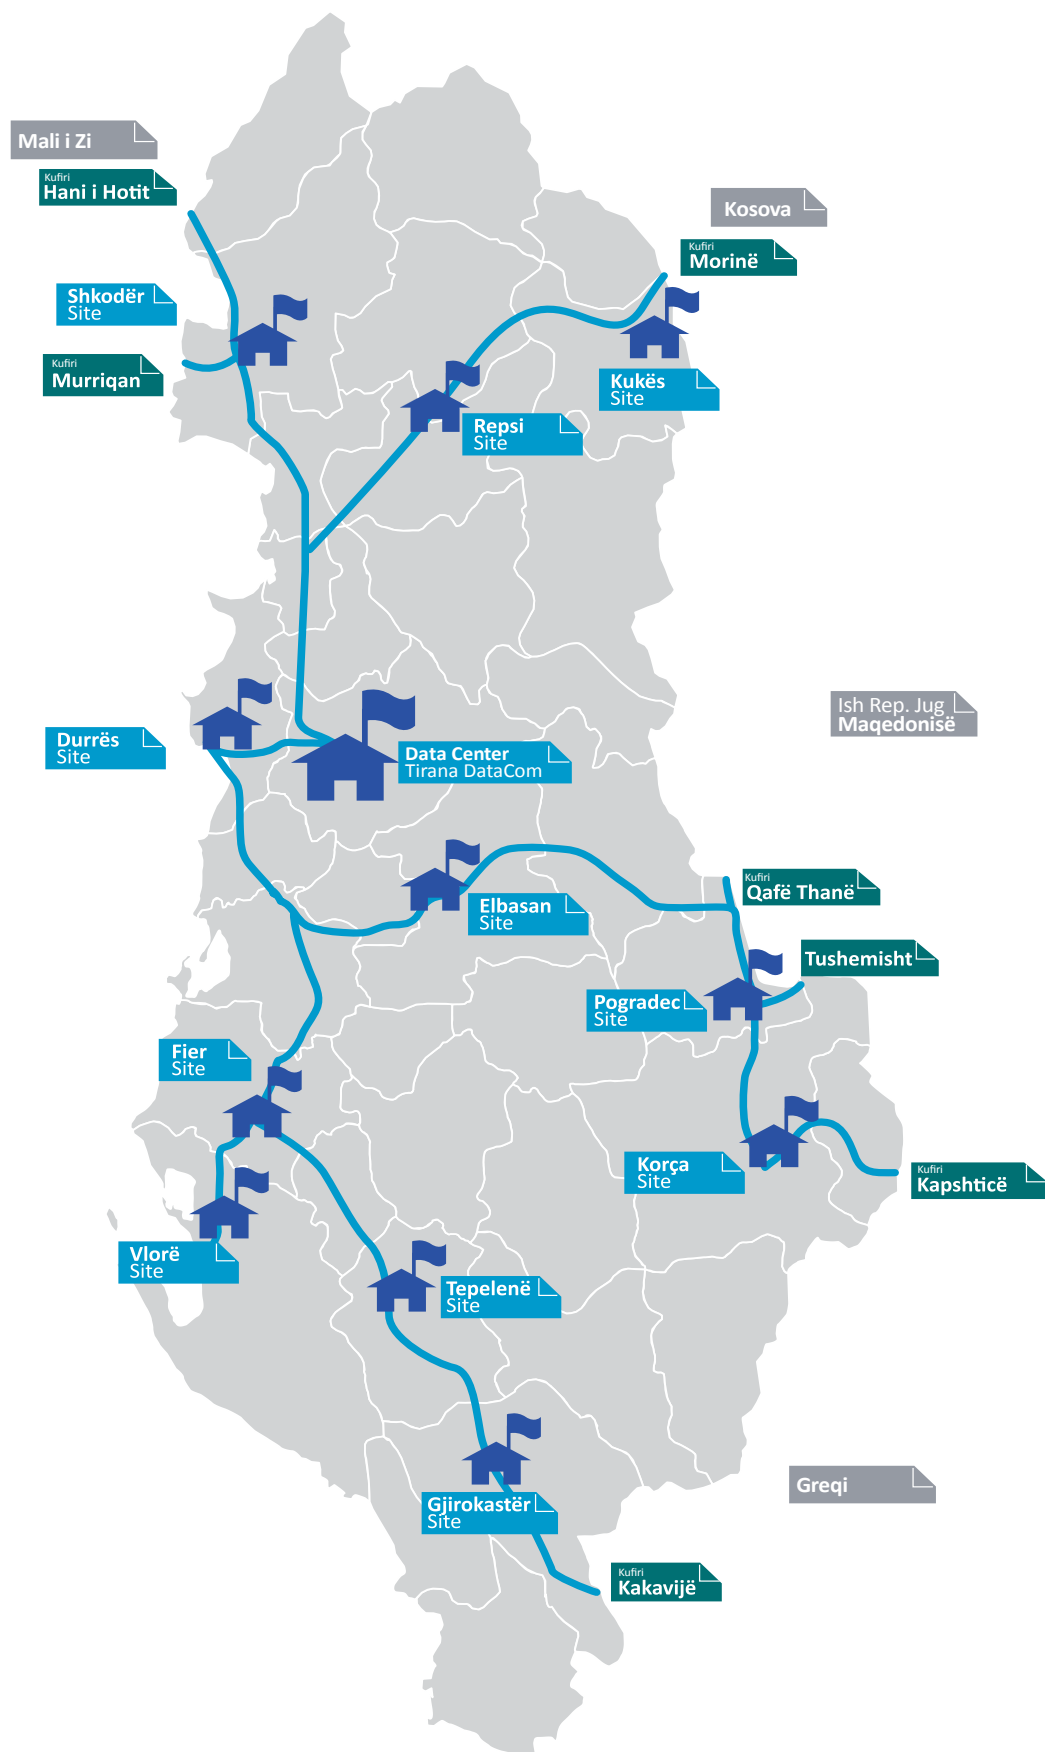 Mali i Zi
Kufiri
Hani i Hotit
Kosova
Kufiri
Morinë
Shkodër
Site
Kufiri
Murriqan
Kukës
Site
Repsi
Site
Ish Rep. Jug
Maqedonisë
Durrës
Site
Data Center
Tirana DataCom
Kufiri
Qafë Thanë
Elbasan
Site
Tushemisht
Pogradec
Site
Fier
Site
Korça
Site
Kufiri
Kapshticë
Vlorë
Site
Tepelenë
Site
Greqi
Gjirokastër
Site
Kufiri
Kakavijë